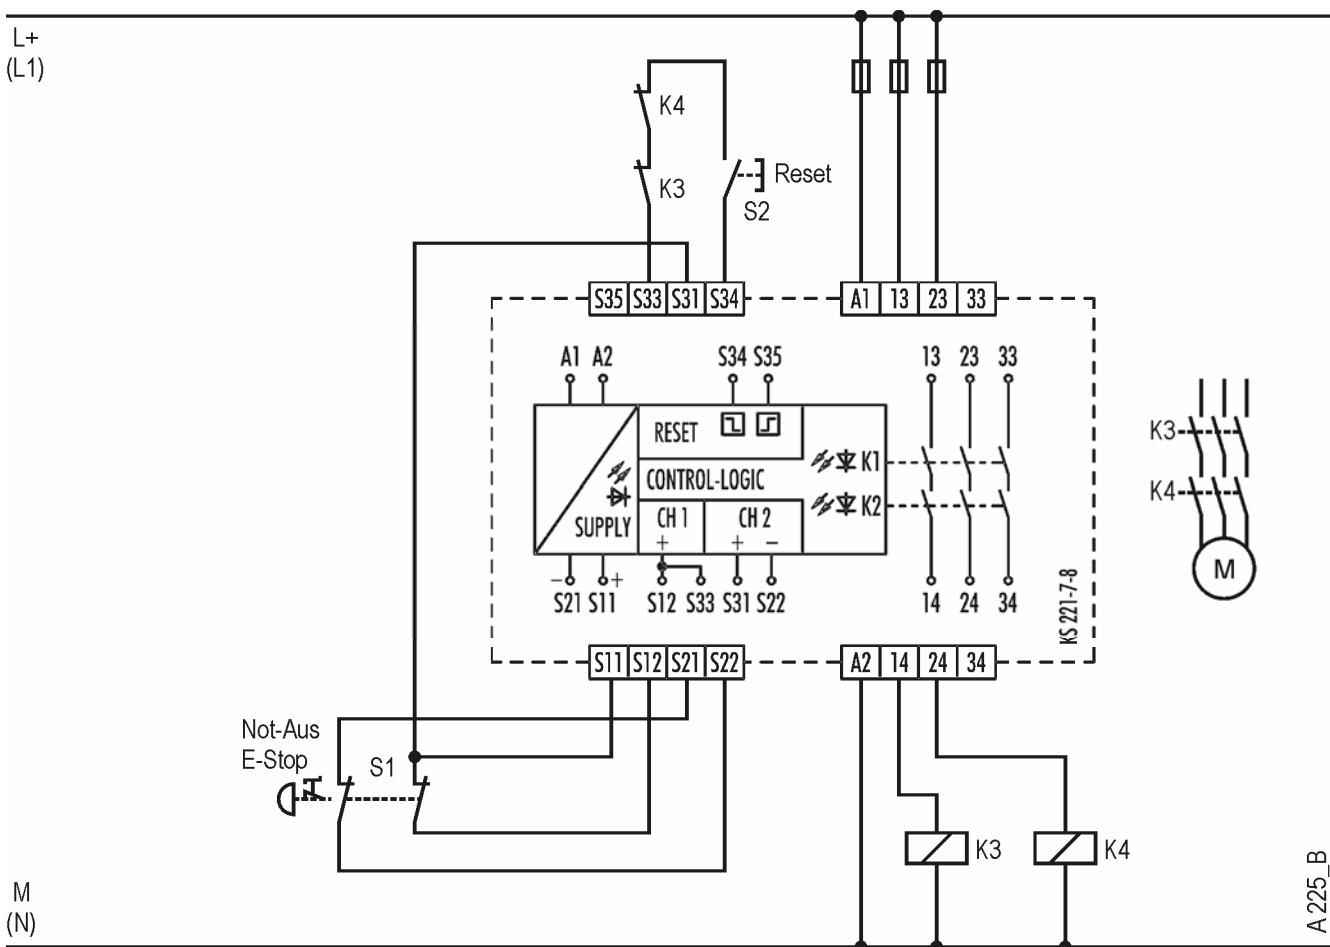 L+
(L1)
K4
K3
Reset
S2
S35 S33 S31 S34
A1 13 23 33
A1 A2
S34 S35
13 23 33
RESET
CONTROL-LOGIC
SUPPLY
CH 1
+
CH 2
+ −
K1
K2
− +
S21 S11
S12 S33
S31 S22
14 24 34
KS 221-7-8
K3
K4
M
S11 S12 S21 S22
A2 14 24 34
Not-Aus
E-Stop
S1
K3
K4
M
(N)
A 225_B